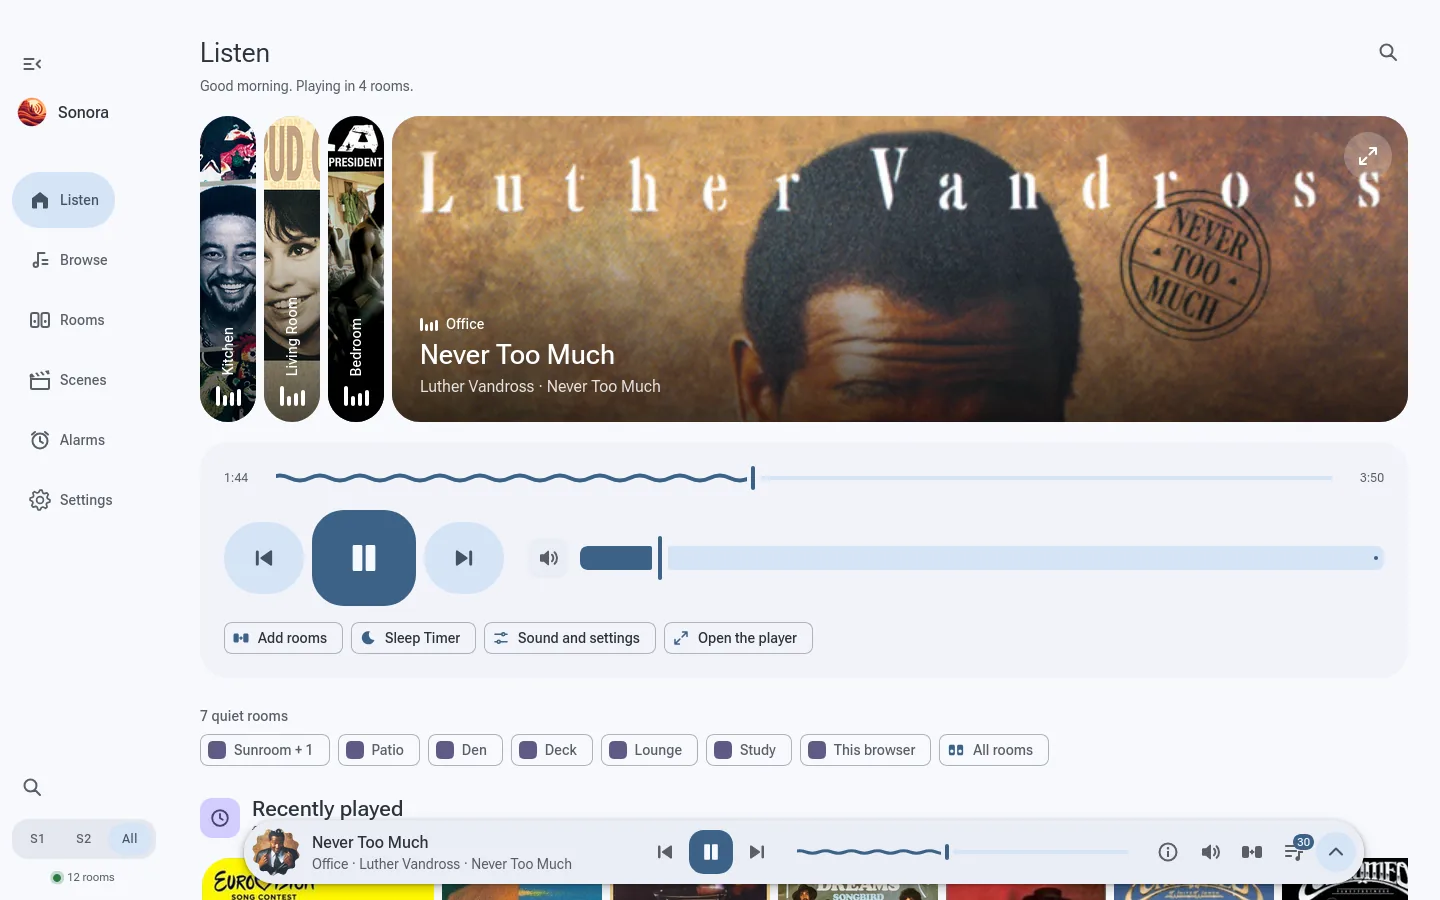 Listen
Good morning. Playing in 4 rooms.
Sonora
Listen
Browse
Rooms
Scenes
Alarms
Settings
S1 S2 All
12 rooms
Kitchen
Living Room
PRESIDENT
Bedroom
Luther Vandross
NEVER
TOO
MUCH
Office
Never Too Much
Luther Vandross · Never Too Much
1:44
3:50
Add rooms
Sleep Timer
Sound and settings
Open the player
7 quiet rooms
Sunroom + 1
Patio
Den
Deck
Lounge
Study
This browser
All rooms
Recently played
Never Too Much
Office · Luther Vandross · Never Too Much
30
SONG CONTEST
DREAMS
SONGBIRD